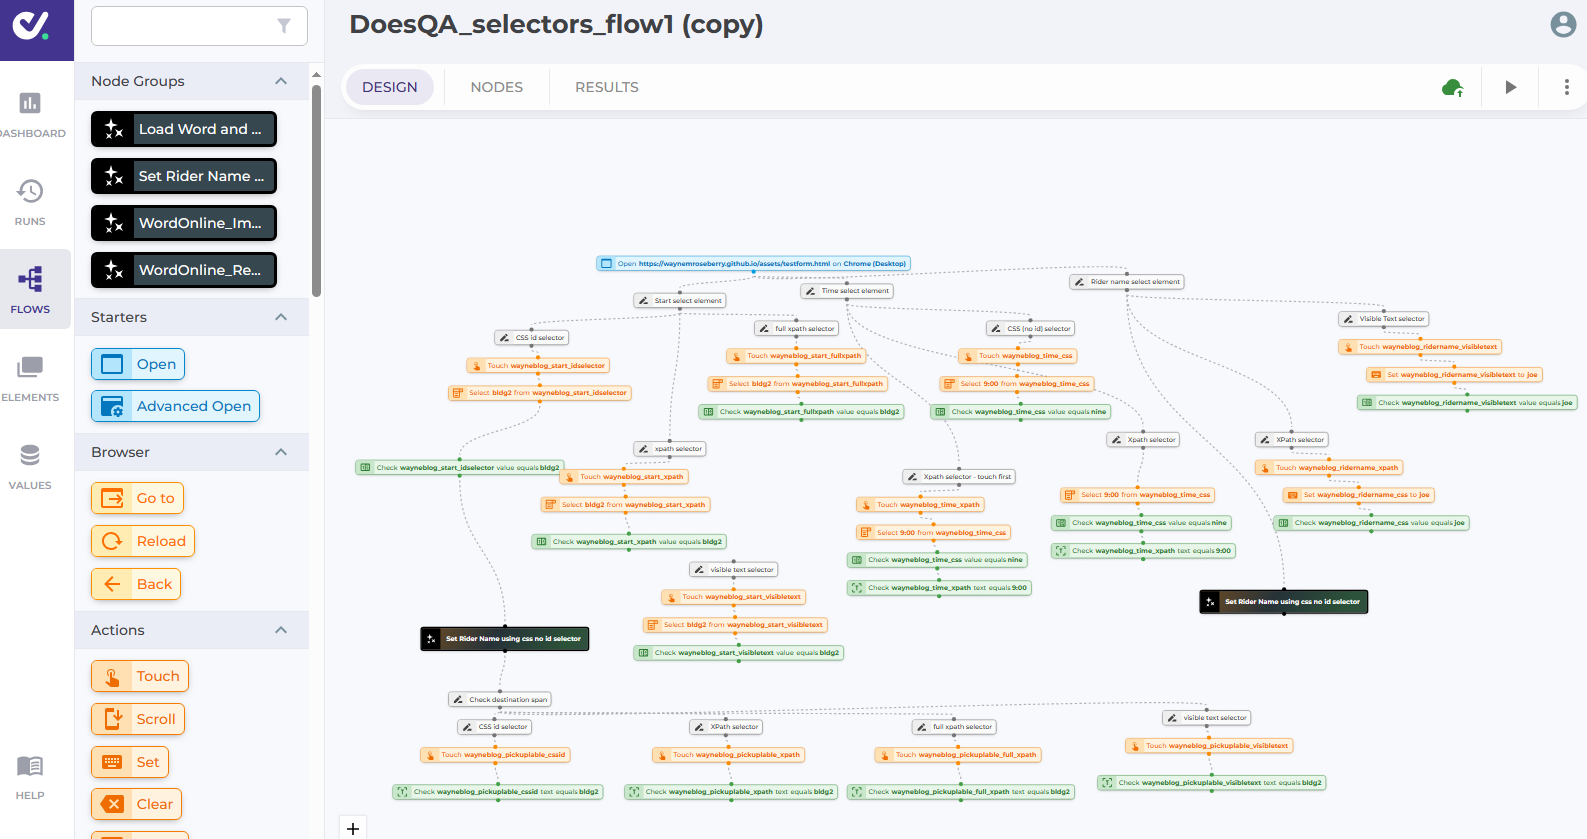 DoesQA_selectors_flow1 (copy)
DESIGN
NODES
RESULTS
DASHBOARD
RUNS
FLOWS
ELEMENTS
VALUES
HELP
Node Groups
Load Word and ...
Set Rider Name ...
WordOnline_Im...
WordOnline_Re...
Starters
Open
Advanced Open
Browser
Go to
Reload
Back
Actions
Touch
Scroll
Set
Clear
Open https://waynemroseberry.github.io/assets/testform.html on Chrome (Desktop)
Start select element
Time select element
Rider name select element
CSS id selector
Touch wayneblog_start_idselector
Select bldg2 from wayneblog_start_idselector
Check wayneblog_start_idselector value equals bldg2
full xpath selector
Touch wayneblog_start_fullxpath
Select bldg2 from wayneblog_start_fullxpath
Check wayneblog_start_fullxpath value equals bldg2
CSS (no id) selector
Touch wayneblog_time_css
Select 9:00 from wayneblog_time_css
Check wayneblog_time_css value equals nine
Visible Text selector
Touch wayneblog_ridername_visibletext
Set wayneblog_ridername_visibletext to joe
Check wayneblog_ridername_visibletext value equals joe
xpath selector
Touch wayneblog_start_xpath
Select bldg2 from wayneblog_start_xpath
Check wayneblog_start_xpath value equals bldg2
Xpath selector - touch first
Touch wayneblog_time_xpath
Select 9:00 from wayneblog_time_css
Check wayneblog_time_css value equals nine
Check wayneblog_time_xpath text equals 9:00
Xpath selector
Select 9:00 from wayneblog_time_css
Check wayneblog_time_css value equals nine
Check wayneblog_time_xpath text equals 9:00
XPath selector
Touch wayneblog_ridername_xpath
Set wayneblog_ridername_css to joe
Check wayneblog_ridername_css value equals joe
visible text selector
Touch wayneblog_start_visibletext
Select bldg2 from wayneblog_start_visibletext
Check wayneblog_start_visibletext value equals bldg2
Set Rider Name using css no id selector
Set Rider Name using css no id selector
Check destination span
CSS id selector
Touch wayneblog_pickuplable_cssid
Check wayneblog_pickuplable_cssid text equals bldg2
XPath selector
Touch wayneblog_pickuplable_xpath
Check wayneblog_pickuplable_xpath text equals bldg2
full xpath selector
Touch wayneblog_pickuplable_full_xpath
Check wayneblog_pickuplable_full_xpath text equals bldg2
visible text selector
Touch wayneblog_pickuplable_visibletext
Check wayneblog_pickuplable_visibletext text equals bldg2